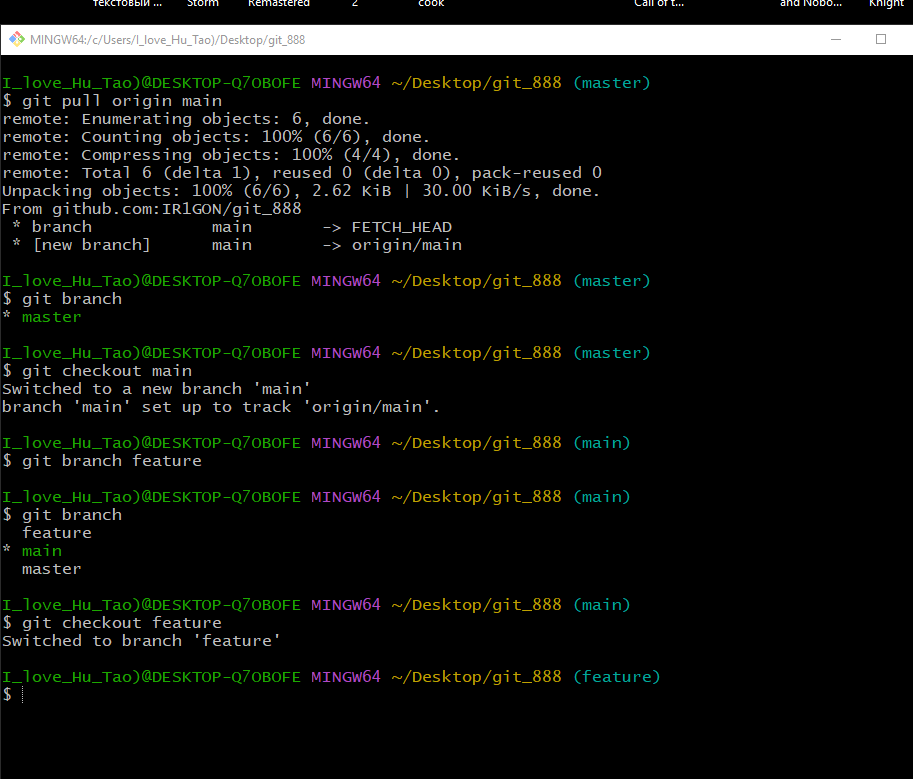 текстовый ... Storm Remastered 2 cook Call of t... and Nobo... Knight
MINGW64:/c/Users/I_love_Hu_Tao)/Desktop/git_888
I_love_Hu_Tao)@DESKTOP-Q7OBOFE MINGW64 ~/Desktop/git_888 (master)
$ git pull origin main
remote: Enumerating objects: 6, done.
remote: Counting objects: 100% (6/6), done.
remote: Compressing objects: 100% (4/4), done.
remote: Total 6 (delta 1), reused 0 (delta 0), pack-reused 0
Unpacking objects: 100% (6/6), 2.62 KiB | 30.00 KiB/s, done.
From github.com:IR1GON/git_888
 * branch            main       -> FETCH_HEAD
 * [new branch]      main       -> origin/main
I_love_Hu_Tao)@DESKTOP-Q7OBOFE MINGW64 ~/Desktop/git_888 (master)
$ git branch
* master
I_love_Hu_Tao)@DESKTOP-Q7OBOFE MINGW64 ~/Desktop/git_888 (master)
$ git checkout main
Switched to a new branch 'main'
branch 'main' set up to track 'origin/main'.
I_love_Hu_Tao)@DESKTOP-Q7OBOFE MINGW64 ~/Desktop/git_888 (main)
$ git branch feature
I_love_Hu_Tao)@DESKTOP-Q7OBOFE MINGW64 ~/Desktop/git_888 (main)
$ git branch
  feature
* main
  master
I_love_Hu_Tao)@DESKTOP-Q7OBOFE MINGW64 ~/Desktop/git_888 (main)
$ git checkout feature
Switched to branch 'feature'
I_love_Hu_Tao)@DESKTOP-Q7OBOFE MINGW64 ~/Desktop/git_888 (feature)
$